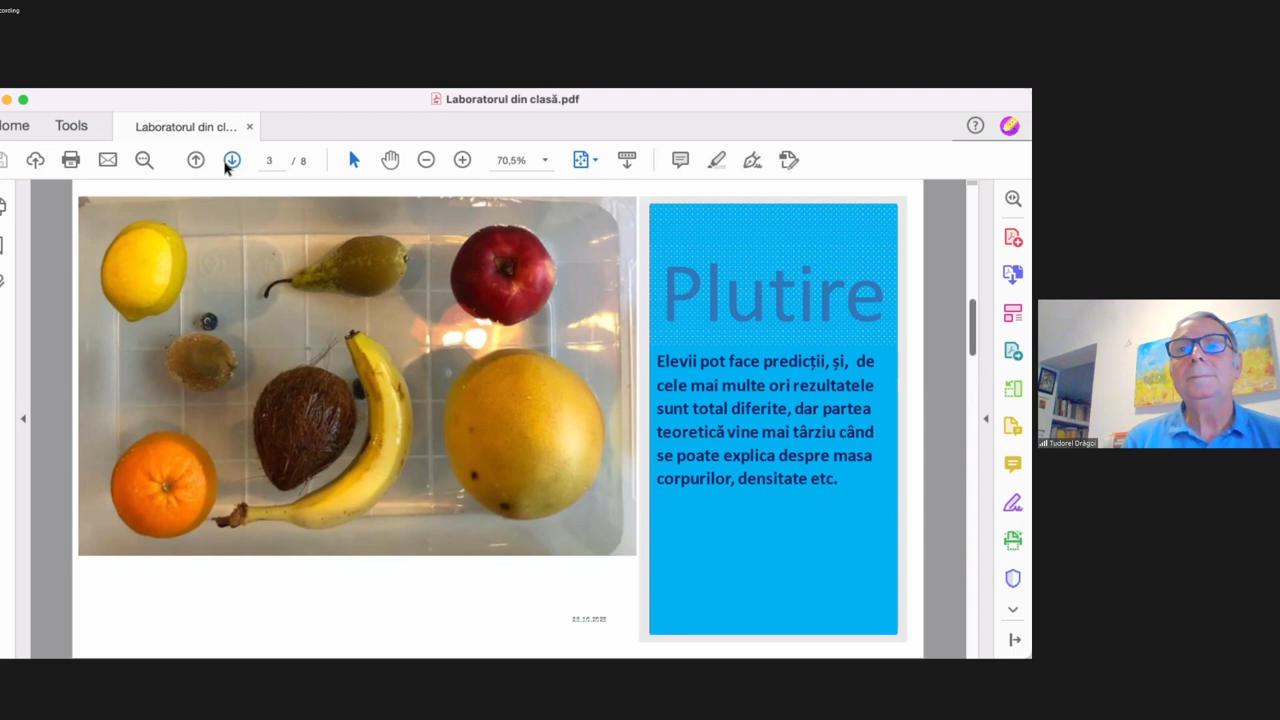 cording
Laboratorul din clasă.pdf
ome
Tools
Laboratorul din cl...
3 / 8
70,5%
Plutire
Elevii pot face predicții, și, de
cele mai multe ori rezultatele
sunt total diferite, dar partea
teoretică vine mai târziu când
se poate explica despre masa
corpurilor, densitate etc.
Tudorel Drăgoi